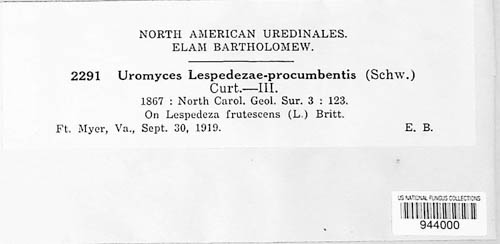 NORTH AMERICAN UREDINALES.
ELAM BARTHOLOMEW.
2291 Uromyces Lespedezae-procumbentis (Schw.)
Curt.—III.
1867 : North Carol. Geol. Sur. 3 : 123.
On Lespedeza frutescens (L.) Britt.
Ft. Myer, Va., Sept. 30, 1919. E. B.
US NATIONAL FUNGUS COLLECTIONS
944000